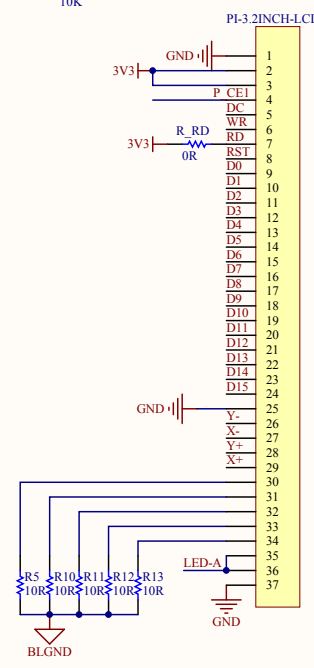 10K
PI-3.2INCH-LCD
GND
1
3V3
2
3
P_CE1
4
DC
5
WR
6
R_RD
RD
3V3
7
0R
RST
8
D0
9
D1
10
D2
11
D3
12
D4
13
D5
14
D6
15
D7
16
D8
17
D9
18
D10
19
D11
20
D12
21
D13
22
D14
23
D15
24
GND
25
Y-
26
X-
27
Y+
28
X+
29
30
31
32
33
34
35
LED-A
36
37
R5 R10 R11 R12 R13
10R 10R 10R 10R 10R
GND
BLGND